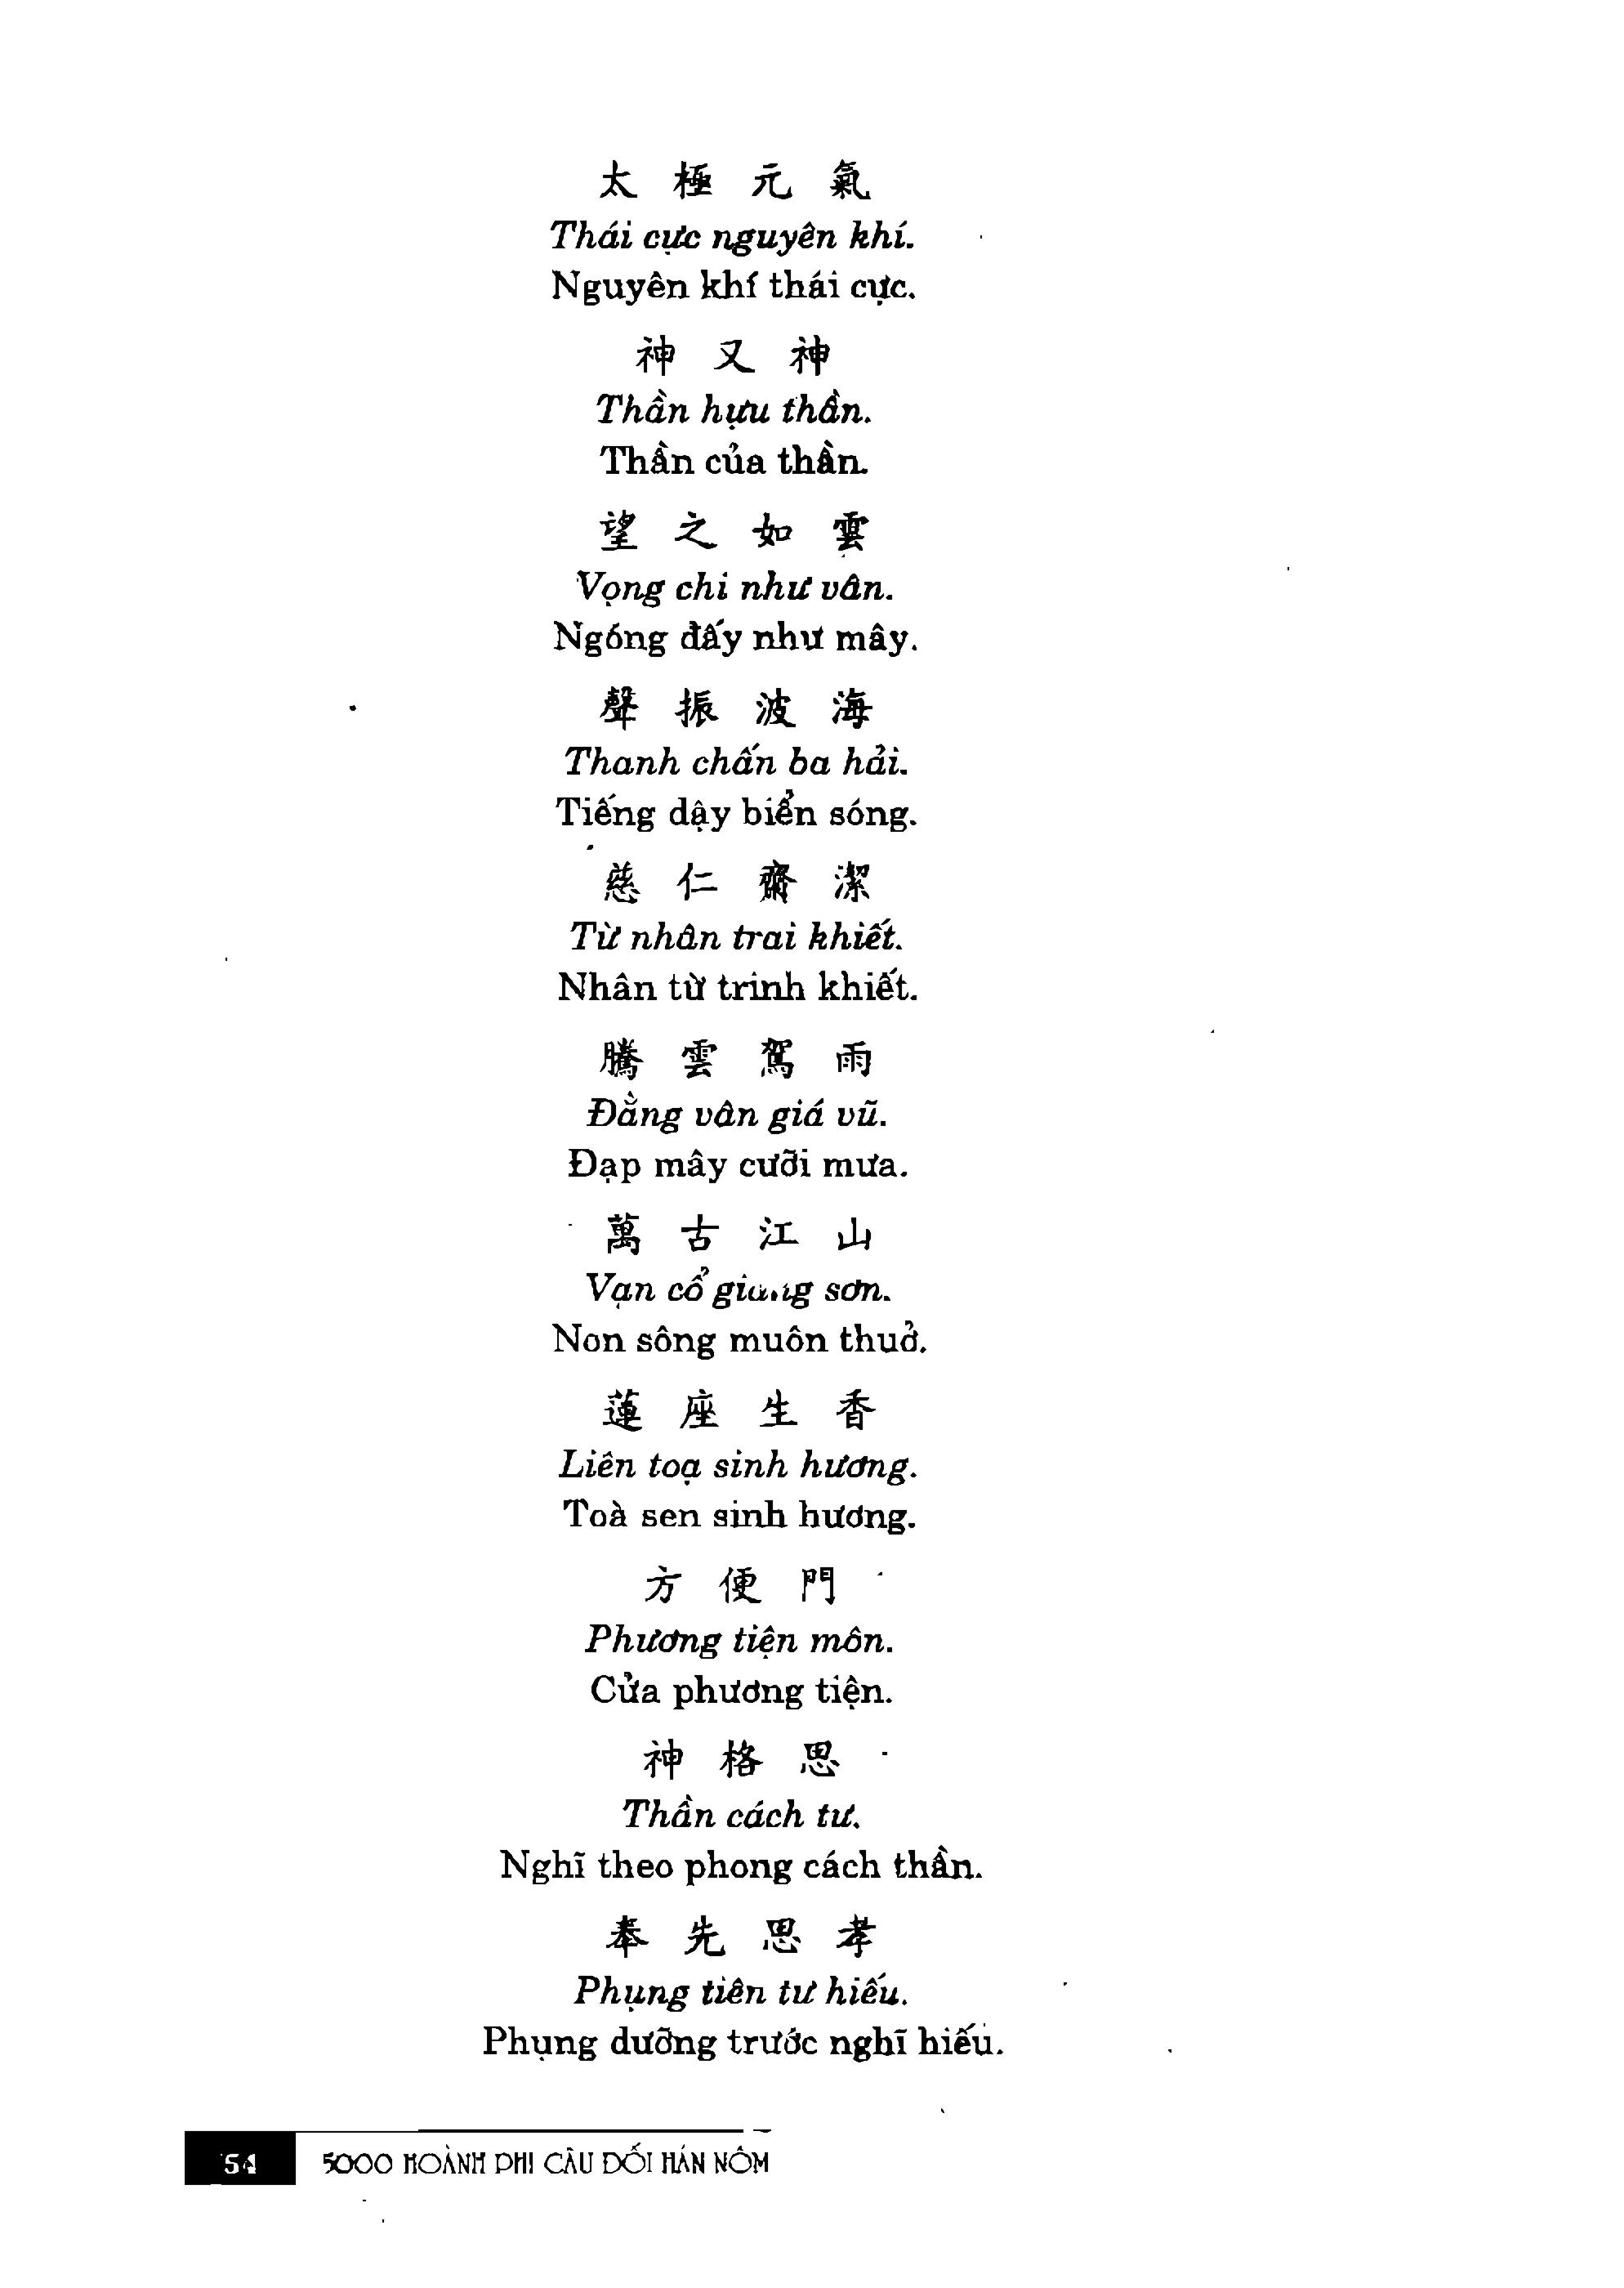 太 極 元 氣
Thái cực nguyên khí.
Nguyên khí thái cực.
神 又 神
Thần hựu thần.
Thần của thần.
望 之 如 雲
Vọng chi như vân.
Ngóng đấy như mây.
聲 振 波 海
Thanh chấn ba hải.
Tiếng dậy biển sóng.
慈 仁 齋 潔
Từ nhân trai khiết.
Nhân từ trinh khiết.
騰 雲 駕 雨
Đằng vân giá vũ.
Đạp mây cưỡi mưa.
萬 古 江 山
Vạn cổ giang sơn.
Non sông muôn thuở.
蓮 座 生 香
Liên toạ sinh hương.
Toà sen sinh hương.
方 便 門
Phương tiện môn.
Cửa phương tiện.
神 格 思
Thần cách tư.
Nghĩ theo phong cách thần.
奉 先 思 孝
Phụng tiên tư hiếu.
Phụng dưỡng trước nghĩ hiếu.
54 5000 HOÀNH PHI CÂU ĐỐI HÁN NÔM